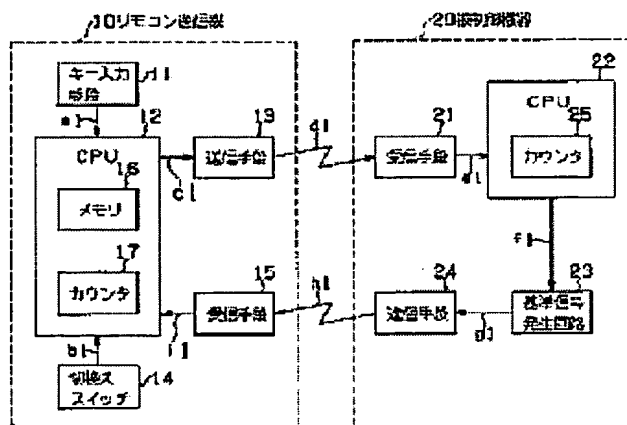 10リモコン送信機
20被制御機器
キー入力
手段
11
22
a1
12
13
d1
21
CPU
CPU
送信手段
受信手段
25
16
c1
e1
カウンタ
メモリ
f1
17
15
h1
24
23
カウンタ
受信手段
送信手段
基準信号
発生回路
i1
g1
b1
切換え
スイッチ
14